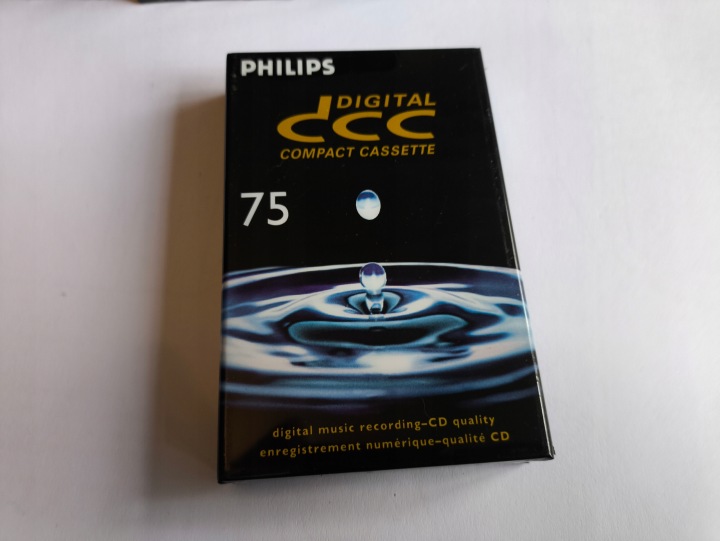 PHILIPS
DIGITAL
dcc
COMPACT CASSETTE
75
digital music recording–CD quality
enregistrement numérique–qualité CD